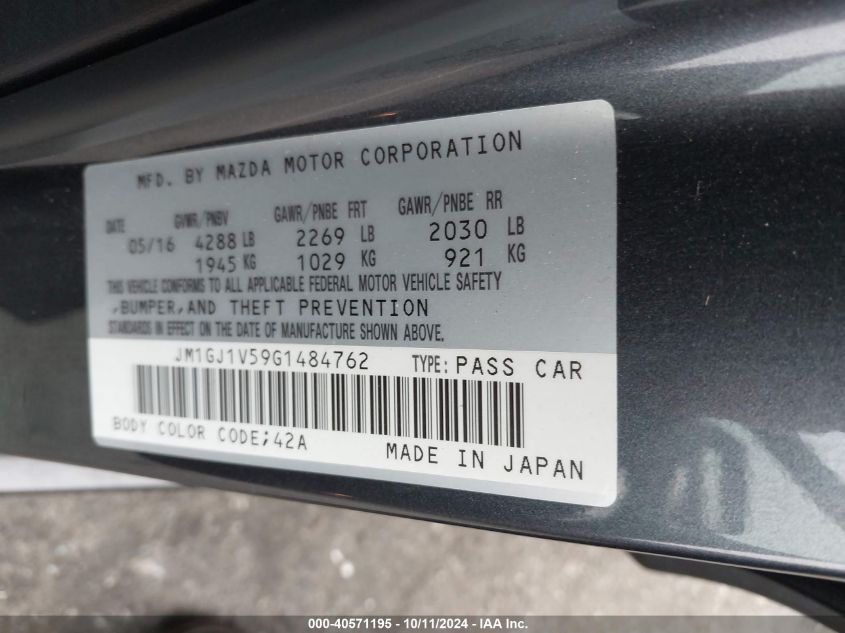 MFD. BY MAZDA MOTOR CORPORATION
DATE GVWR/PNBV GAWR/PNBE FRT GAWR/PNBE RR
05/16 4288 LB 2269 LB 2030 LB
1945 KG 1029 KG 921 KG
THIS VEHICLE CONFORMS TO ALL APPLICABLE FEDERAL MOTOR VEHICLE SAFETY
,BUMPER,AND THEFT PREVENTION
STANDARDS IN EFFECT ON THE DATE OF MANUFACTURE SHOWN ABOVE.
JM1GJ1V59G1484762 TYPE: PASS CAR
BODY COLOR CODE;42A
MADE IN JAPAN
000-40571195 - 10/11/2024 - IAA Inc.